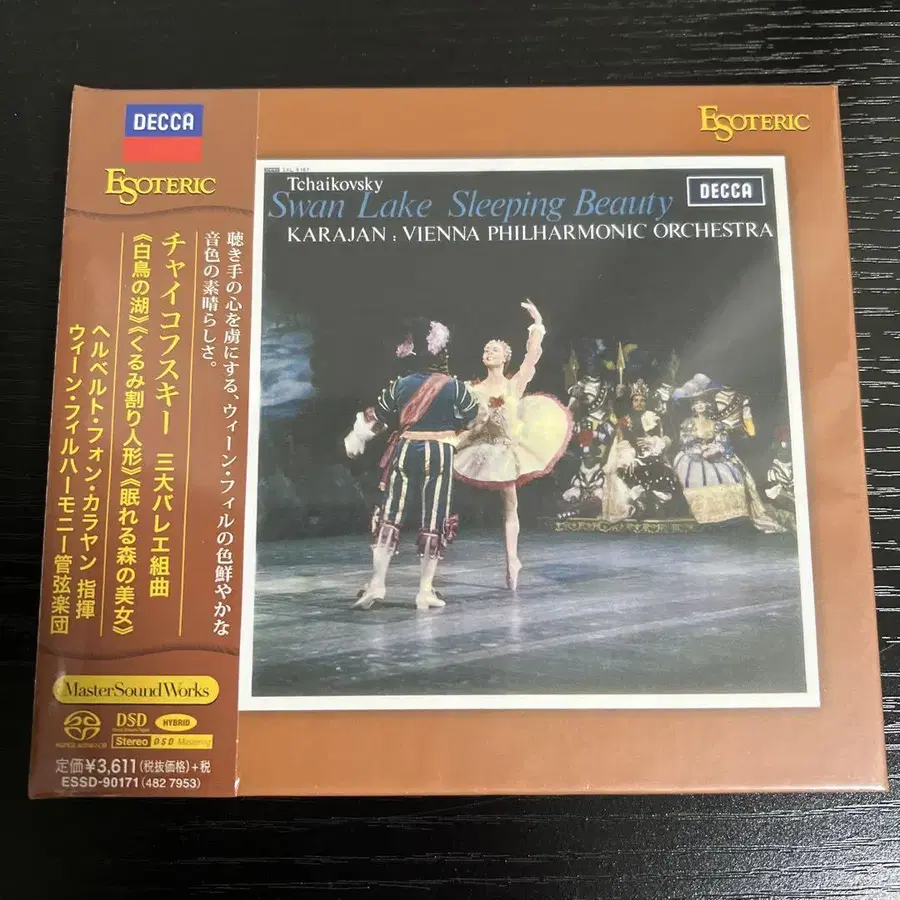 DECCA
ESOTERIC
聴き手の心を虜にする、ウィーン・フィルの色鮮やかな
音色の素晴らしさ。
チャイコフスキー 三大バレエ組曲
《白鳥の湖》《くるみ割り人形》《眠れる森の美女》
ヘルベルト・フォン・カラヤン 指揮
ウィーン・フィルハーモニー管弦楽団
MasterSoundWorks
DSD
HYBRID
Stereo DSD Mastering
定価¥3,611(税抜価格)+税
ESSD-90171(482 7953)
ESOTERIC
Tchaikovsky
DECCA
Swan Lake Sleeping Beauty
KARAJAN : VIENNA PHILHARMONIC ORCHESTRA